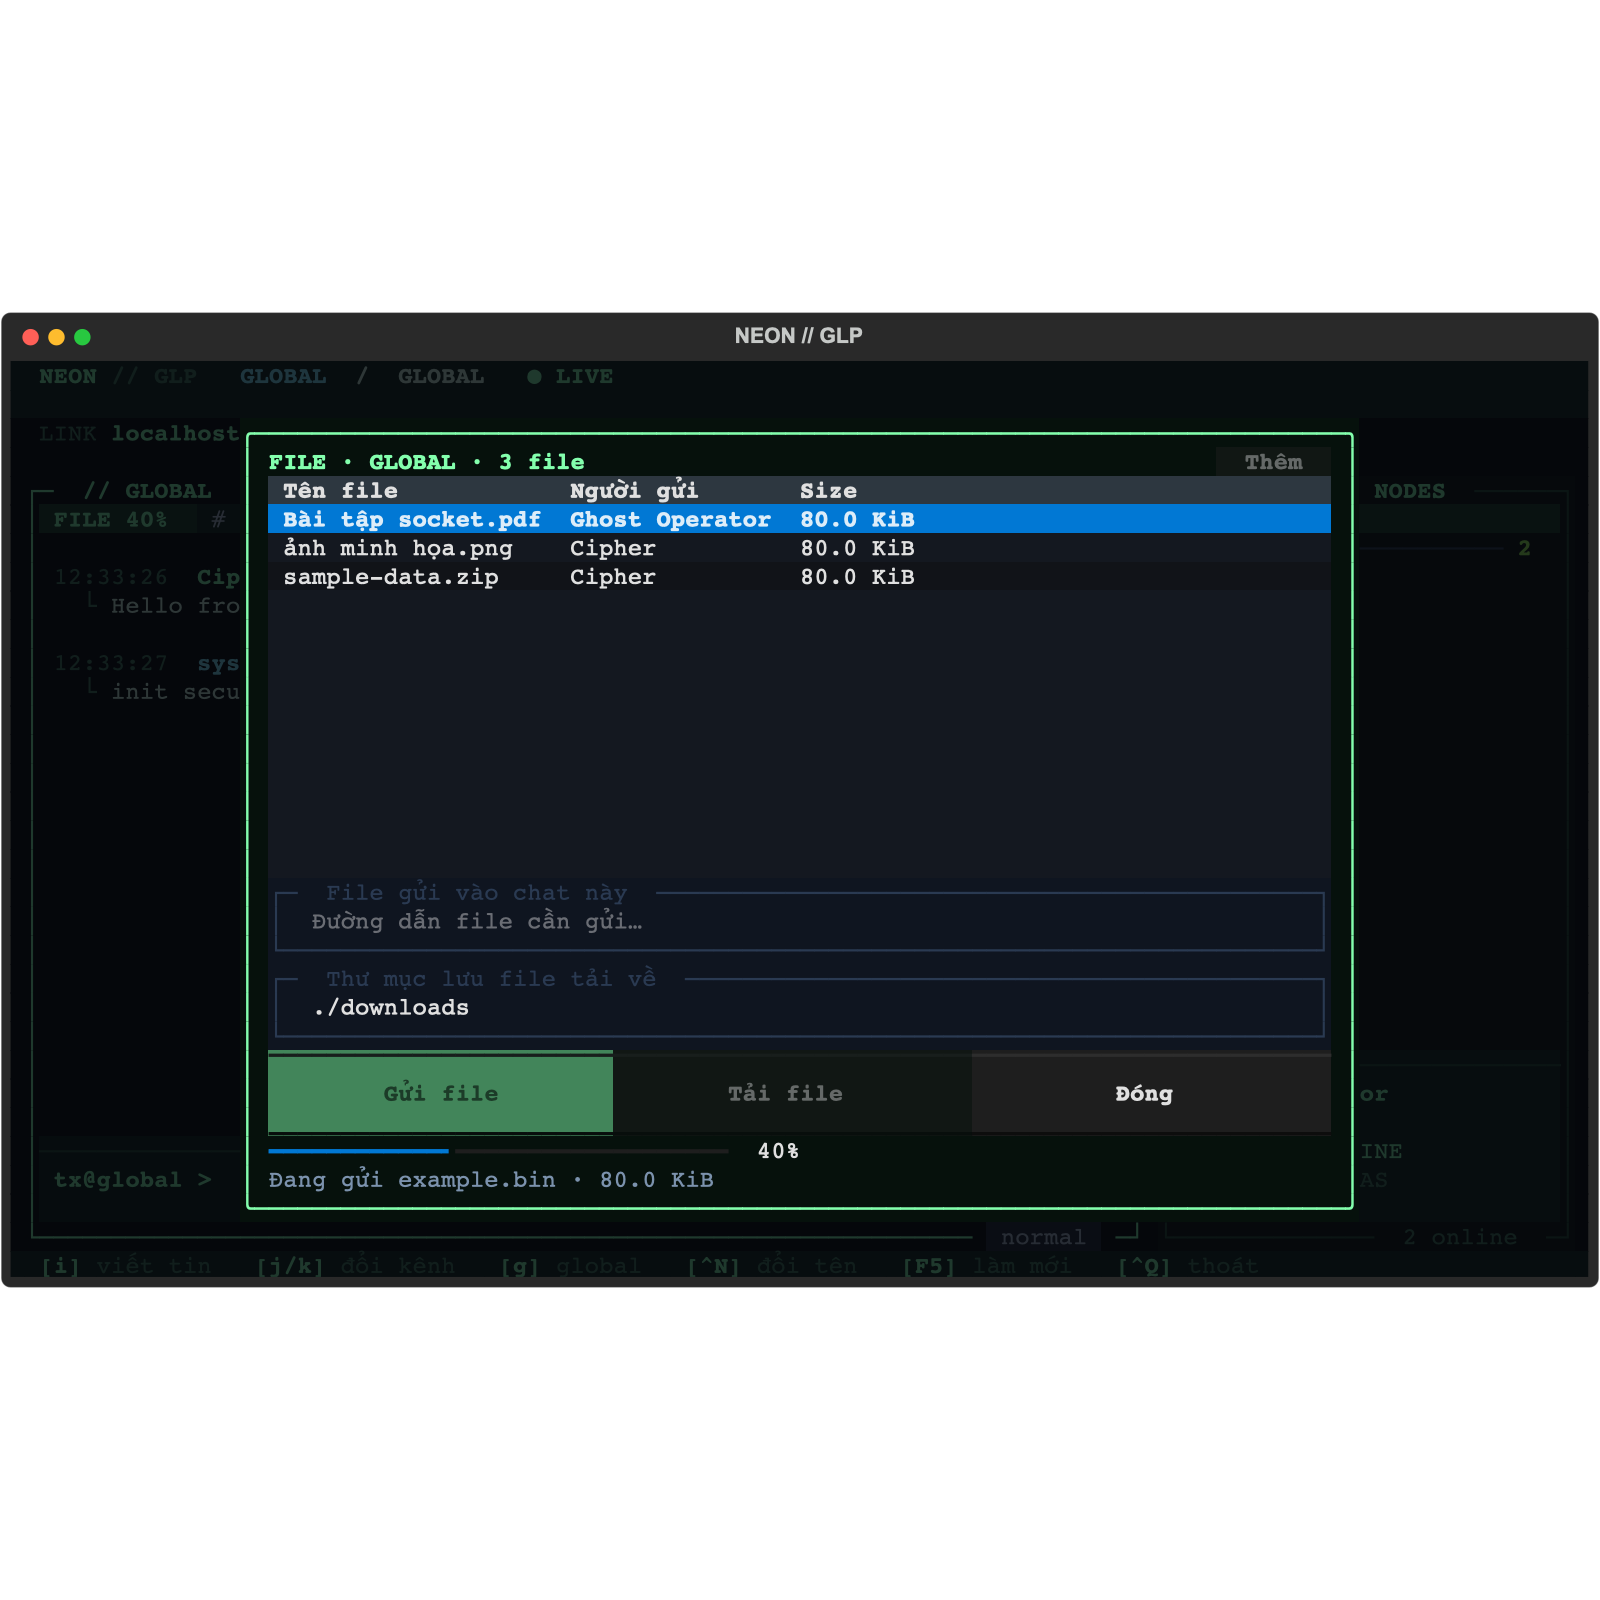 NEON // GLP
NEON // GLP GLOBAL / GLOBAL ● LIVE
LINK localhost
FILE · GLOBAL · 3 file Thêm
// GLOBAL NODES
Tên file Người gửi Size
FILE 40% #
Bài tập socket.pdf Ghost Operator 80.0 KiB
ảnh minh họa.png Cipher 80.0 KiB
2
12:33:26 Cip
sample-data.zip Cipher 80.0 KiB
└ Hello fro
12:33:27 sys
└ init secu
File gửi vào chat này
Đường dẫn file cần gửi…
Thư mục lưu file tải về
./downloads
Gửi file Tải file Đóng
or
40%
INE
tx@global >
Đang gửi example.bin · 80.0 KiB
AS
normal
2 online
[i] viết tin [j/k] đổi kênh [g] global [^N] đổi tên [F5] làm mới [^Q] thoát